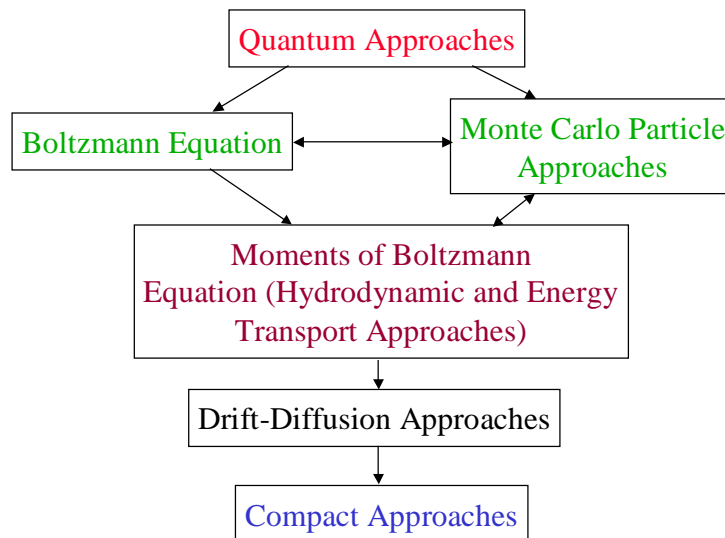 Quantum Approaches
Boltzmann Equation
Monte Carlo Particle
Approaches
Moments of Boltzmann
Equation (Hydrodynamic and Energy
Transport Approaches)
Drift-Diffusion Approaches
Compact Approaches